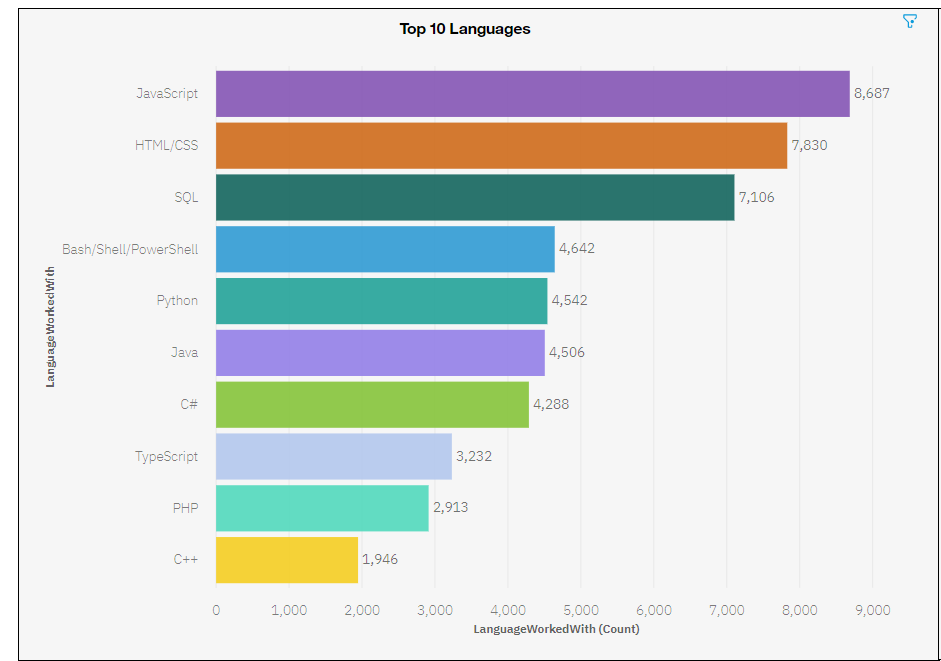 Top 10 Languages
JavaScript 8,687
HTML/CSS 7,830
SQL 7,106
Bash/Shell/PowerShell 4,642
Python 4,542
Java 4,506
C# 4,288
TypeScript 3,232
PHP 2,913
C++ 1,946
LanguageWorkedWith
0 1,000 2,000 3,000 4,000 5,000 6,000 7,000 8,000 9,000
LanguageWorkedWith (Count)